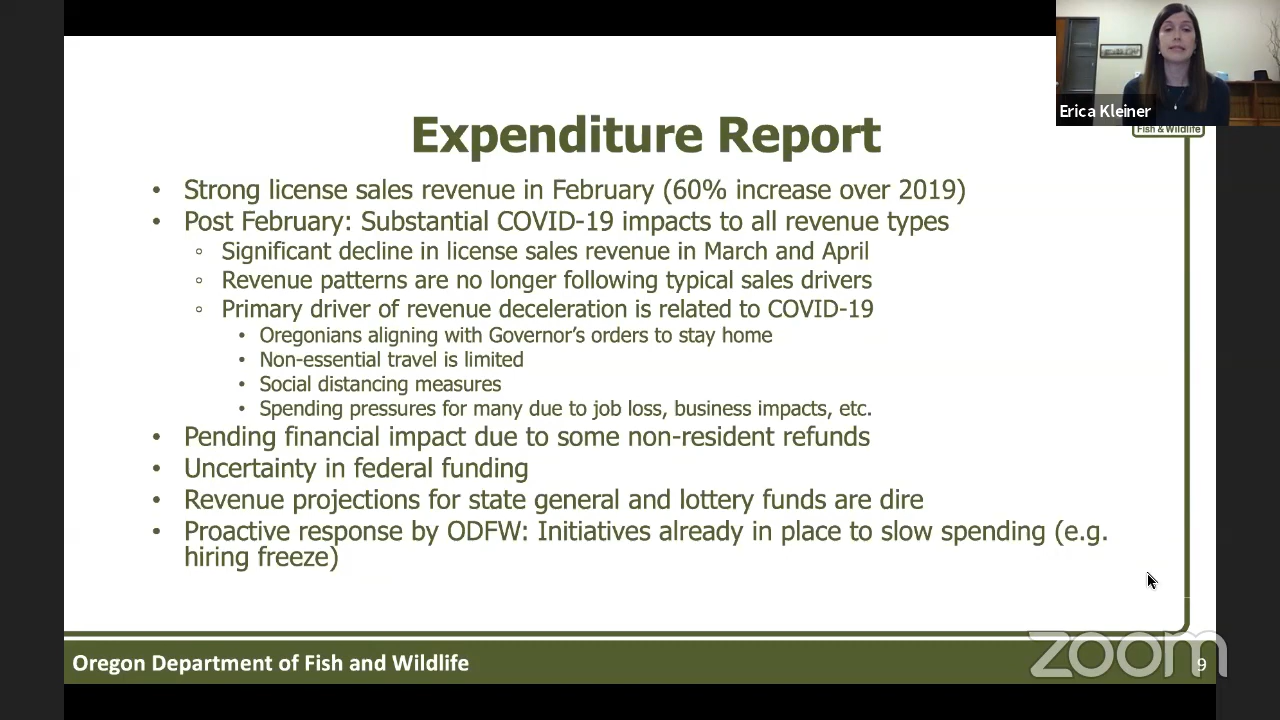 Erica Kleiner
Fish & Wildlife
Expenditure Report
• Strong license sales revenue in February (60% increase over 2019)
• Post February: Substantial COVID-19 impacts to all revenue types
◦ Significant decline in license sales revenue in March and April
◦ Revenue patterns are no longer following typical sales drivers
◦ Primary driver of revenue deceleration is related to COVID-19
• Oregonians aligning with Governor's orders to stay home
• Non-essential travel is limited
• Social distancing measures
• Spending pressures for many due to job loss, business impacts, etc.
• Pending financial impact due to some non-resident refunds
• Uncertainty in federal funding
• Revenue projections for state general and lottery funds are dire
• Proactive response by ODFW: Initiatives already in place to slow spending (e.g.
hiring freeze)
Oregon Department of Fish and Wildlife
zoom
9